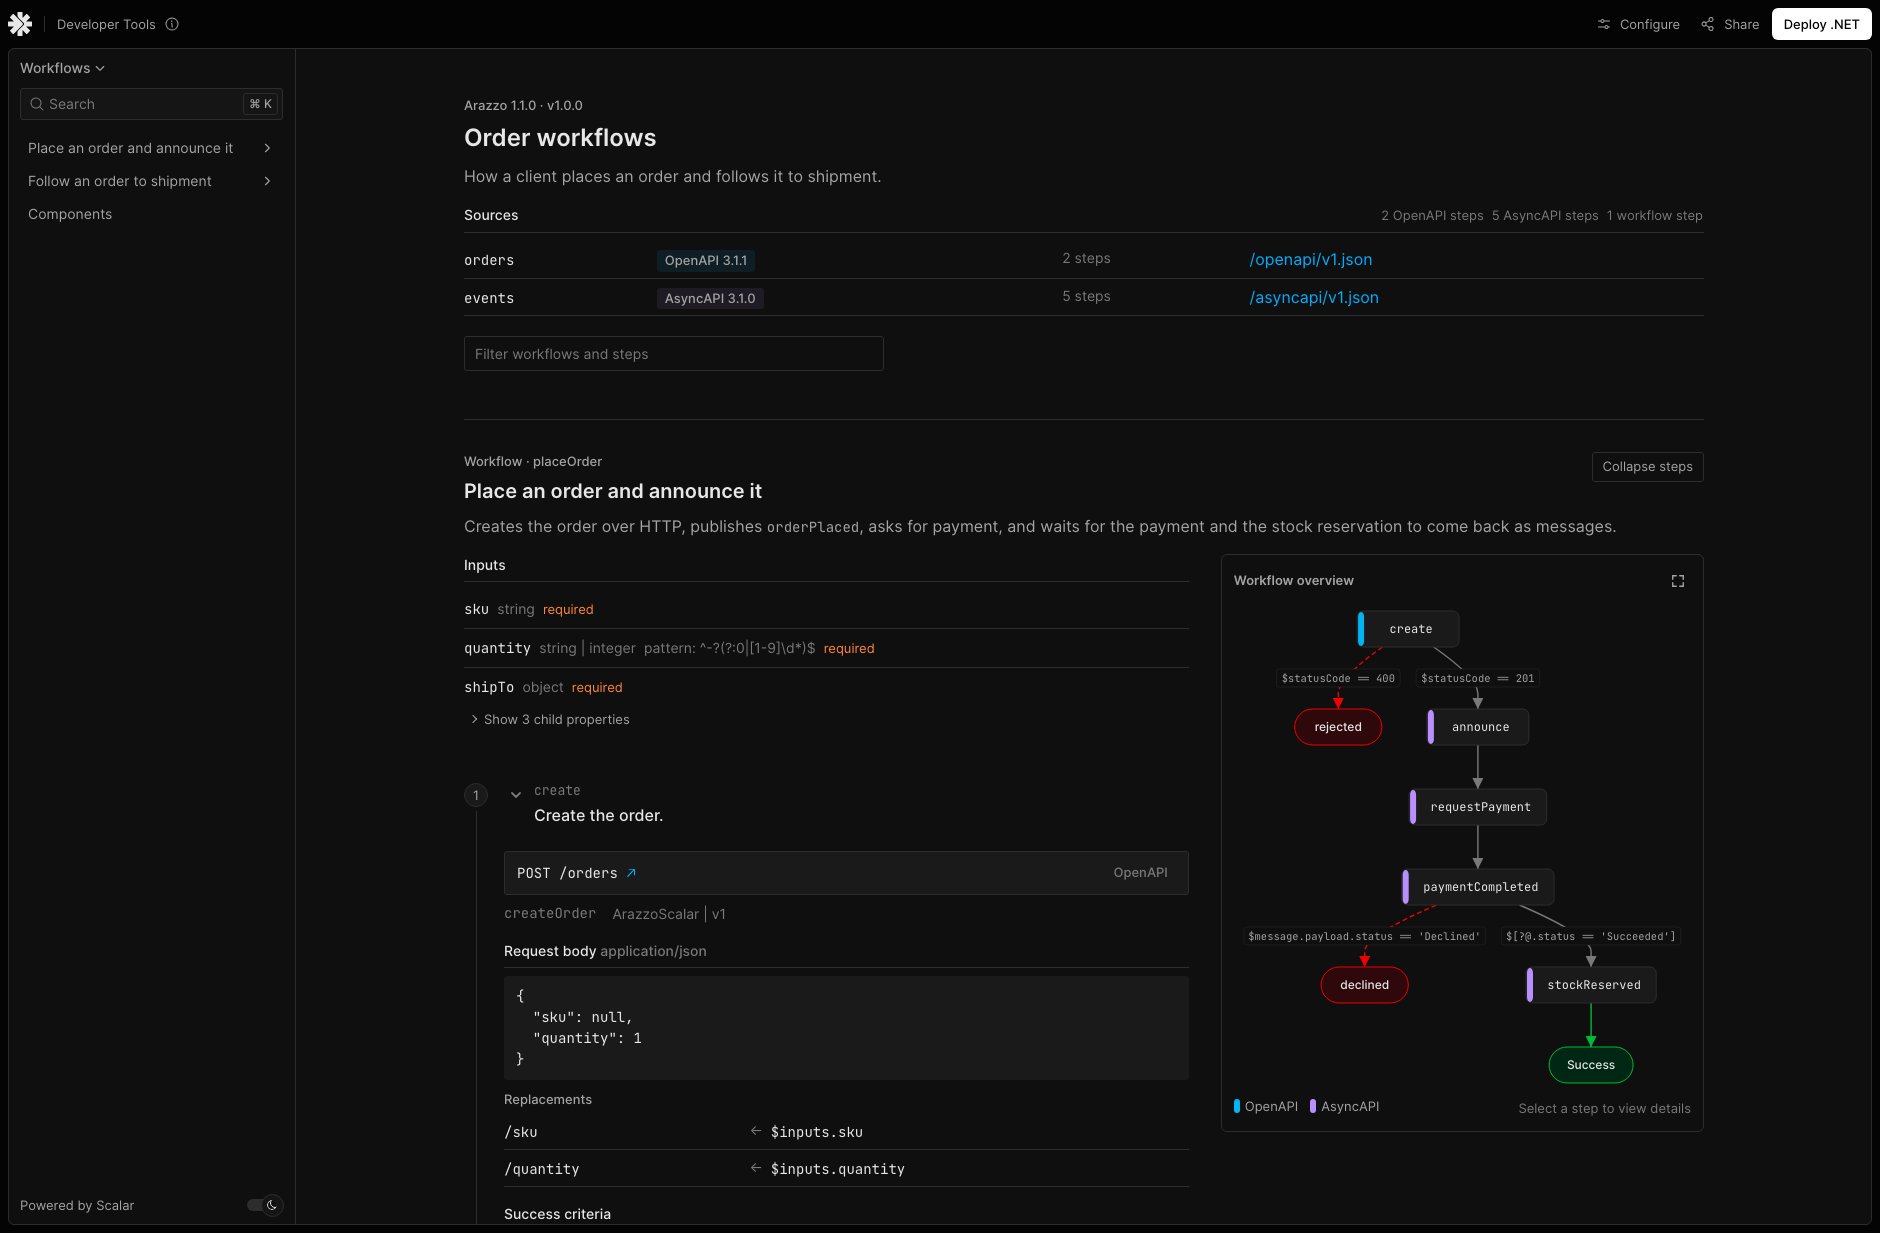 Developer Tools
Configure
Share
Deploy .NET
Workflows
Search
⌘ K
Place an order and announce it
Follow an order to shipment
Components
Arazzo 1.1.0 · v1.0.0
Order workflows
How a client places an order and follows it to shipment.
Sources
2 OpenAPI steps 5 AsyncAPI steps 1 workflow step
orders OpenAPI 3.1.1 2 steps /openapi/v1.json
events AsyncAPI 3.1.0 5 steps /asyncapi/v1.json
Filter workflows and steps
Workflow · placeOrder
Collapse steps
Place an order and announce it
Creates the order over HTTP, publishes orderPlaced, asks for payment, and waits for the payment and the stock reservation to come back as messages.
Inputs
sku string required
quantity string | integer pattern: ^-?(?:0|[1-9]\d*)$ required
shipTo object required
Show 3 child properties
1
create
Create the order.
POST /orders ↗
OpenAPI
createOrder ArazzoScalar | v1
Request body application/json
{
"sku": null,
"quantity": 1
}
Replacements
/sku ← $inputs.sku
/quantity ← $inputs.quantity
Success criteria
Workflow overview
create
$statusCode == 400
$statusCode == 201
rejected
announce
requestPayment
paymentCompleted
$message.payload.status == 'Declined'
$[?@.status == 'Succeeded']
declined
stockReserved
Success
OpenAPI
AsyncAPI
Select a step to view details
Powered by Scalar